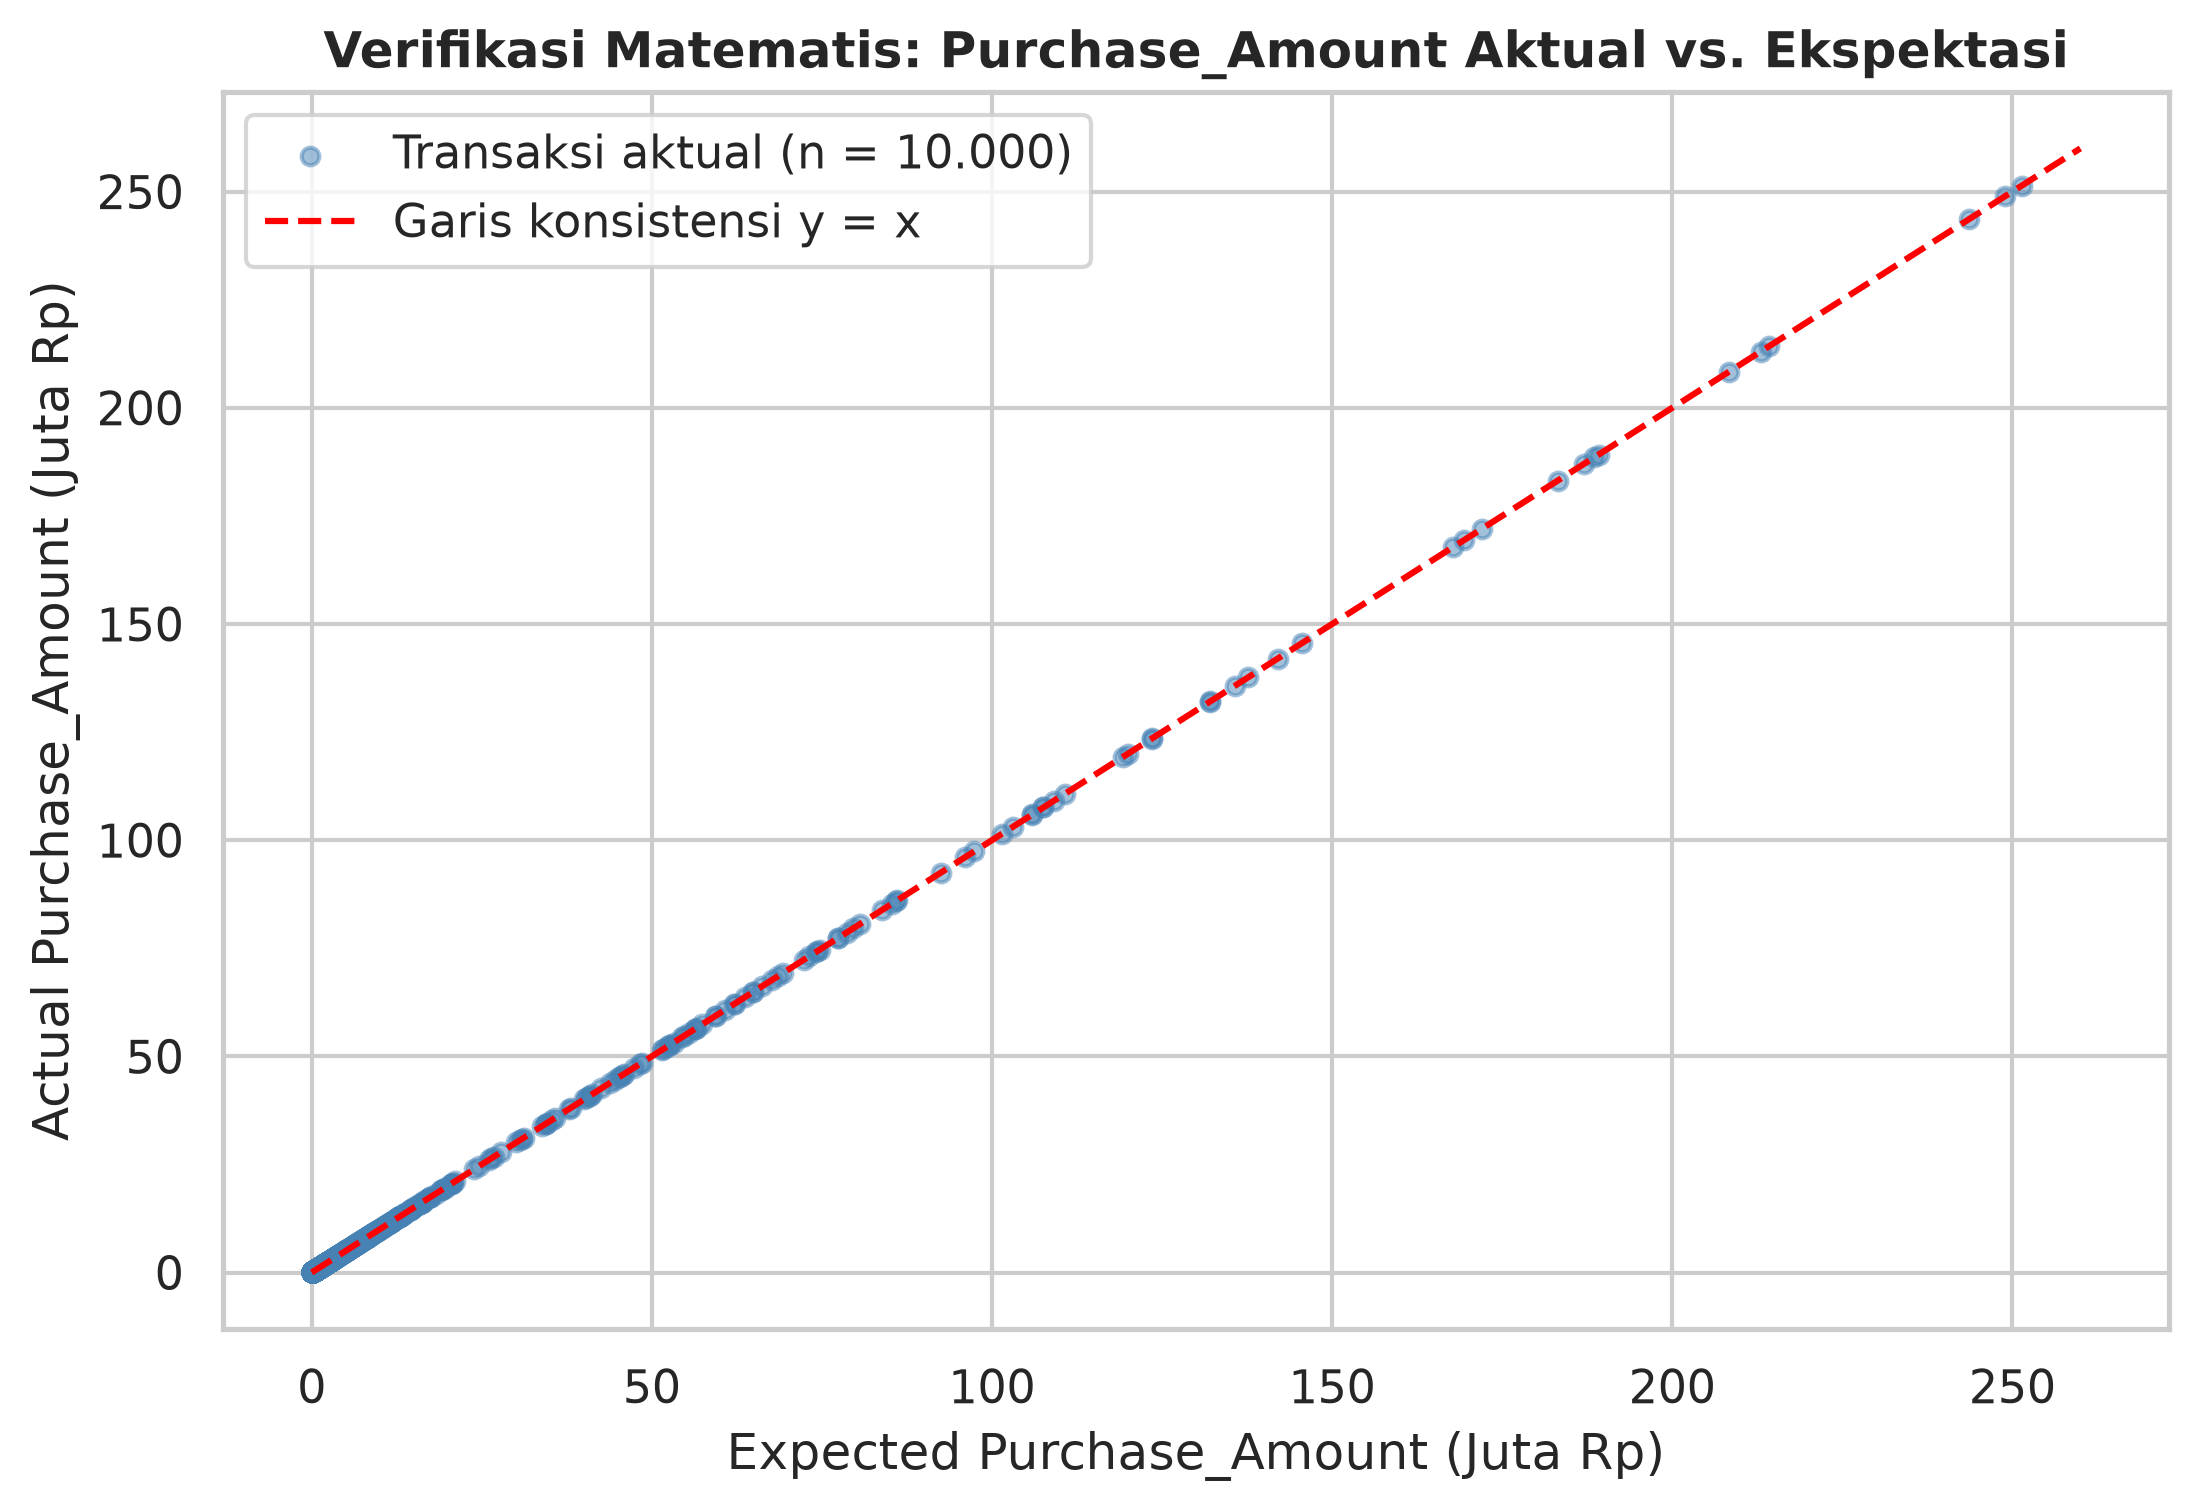 Verifikasi Matematis: Purchase_Amount Aktual vs. Ekspektasi
Transaksi aktual (n = 10.000)
Garis konsistensi y = x
Actual Purchase_Amount (Juta Rp)
250
200
150
100
50
0
0 50 100 150 200 250
Expected Purchase_Amount (Juta Rp)